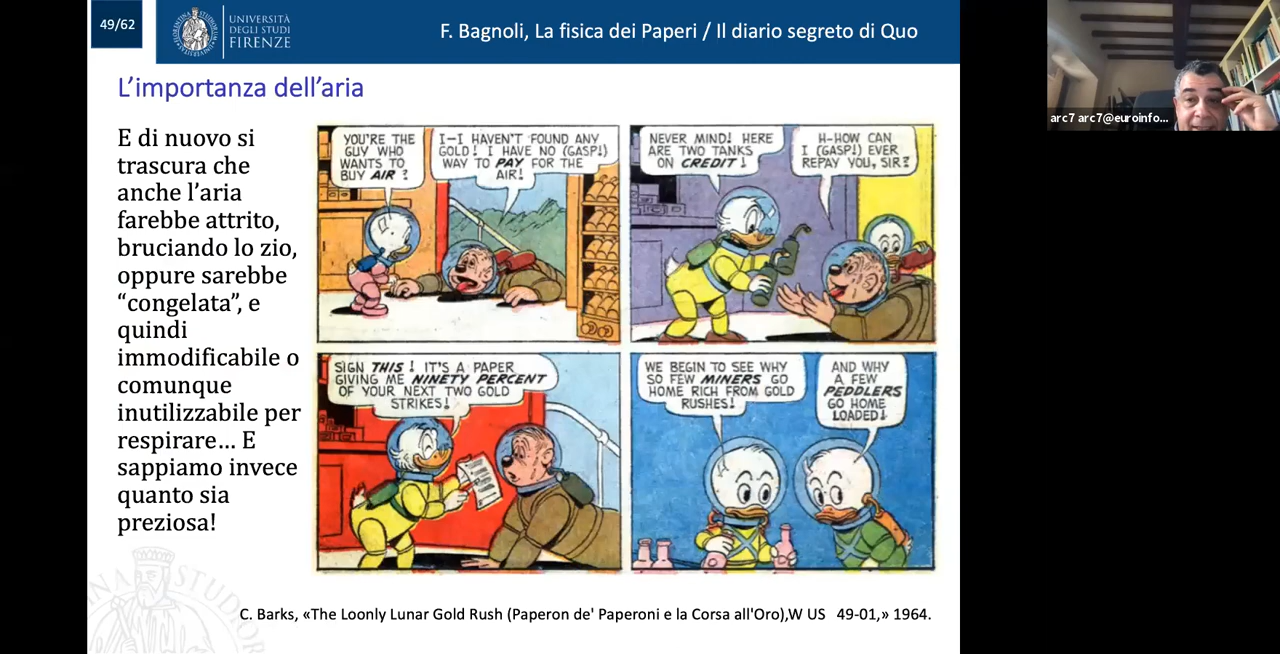 49/62
UNIVERSITÀ
DEGLI STUDI
FIRENZE
F. Bagnoli, La fisica dei Paperi / Il diario segreto di Quo
arc7 arc7@euroinfo...
L'importanza dell'aria
E di nuovo si
trascura che
anche l'aria
farebbe attrito,
bruciando lo zio,
oppure sarebbe
“congelata”, e
quindi
immodificabile o
comunque
inutilizzabile per
respirare... E
sappiamo invece
quanto sia
preziosa!
YOU'RE THE
GUY WHO
WANTS TO
BUY AIR?
I-I HAVEN'T FOUND ANY
GOLD! I HAVE NO (GASP!)
WAY TO PAY FOR THE
AIR!
NEVER MIND! HERE
ARE TWO TANKS
ON CREDIT!
H-HOW CAN
I (GASP!) EVER
REPAY YOU, SIR?
SIGN THIS! IT'S A PAPER
GIVING ME NINETY PERCENT
OF YOUR NEXT TWO GOLD
STRIKES!
WE BEGIN TO SEE WHY
SO FEW MINERS GO
HOME RICH FROM GOLD
RUSHES!
AND WHY
A FEW
PEDDLERS
GO HOME
LOADED!
C. Barks, «The Loonly Lunar Gold Rush (Paperon de' Paperoni e la Corsa all'Oro),W US 49-01,» 1964.